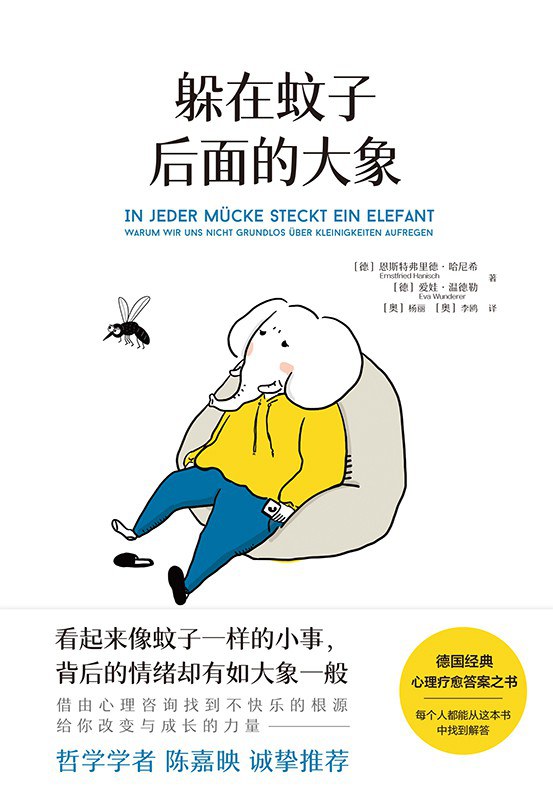 躲在蚊子
后面的大象
IN JEDER MÜCKE STECKT EIN ELEFANT
WARUM WIR UNS NICHT GRUNDLOS ÜBER KLEINIGKEITEN AUFREGEN
[德] 恩斯特弗里德·哈尼希
Ernstfried Hanisch
著
[德] 爱娃·温德勒
Eva Wunderer
[奥] 杨丽 [奥] 李鸥 译
看起来像蚊子一样的小事，
背后的情绪却有如大象一般
借由心理咨询找到不快乐的根源
给你改变与成长的力量
哲学学者 陈嘉映 诚挚推荐
德国经典
心理疗愈答案之书
每个人都能从这本书
中找到解答